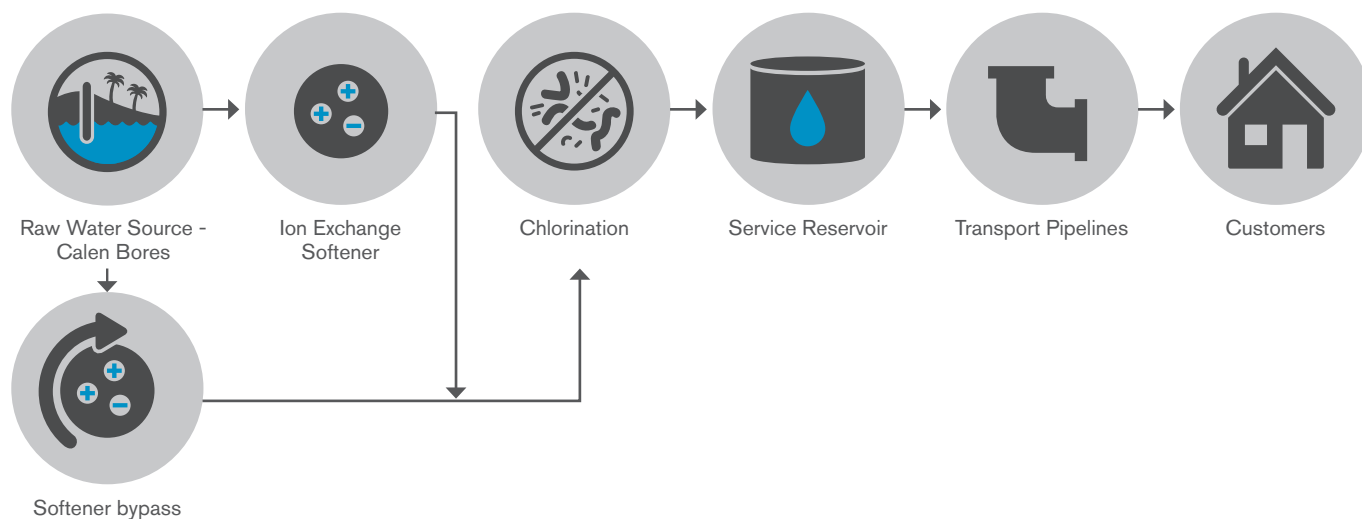 Raw Water Source -
Calen Bores
Ion Exchange
Softener
Chlorination
Service Reservoir
Transport Pipelines
Customers
Softener bypass